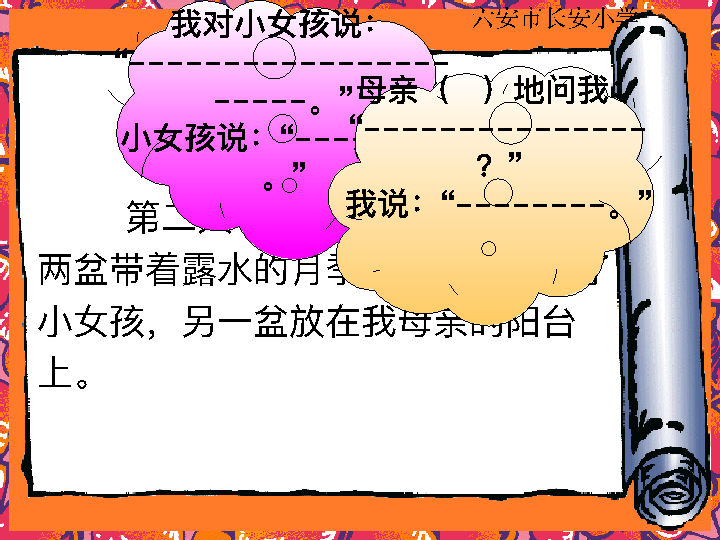 六安市长安小学
我对小女孩说：
“-----------------
-----。”
小女孩说：“----
。”
母亲（ ）地问我
“---------------
？”
我说：“--------。”
第二
两盆带着露水的月季
小女孩，另一盆放在我母亲的阳台
上。